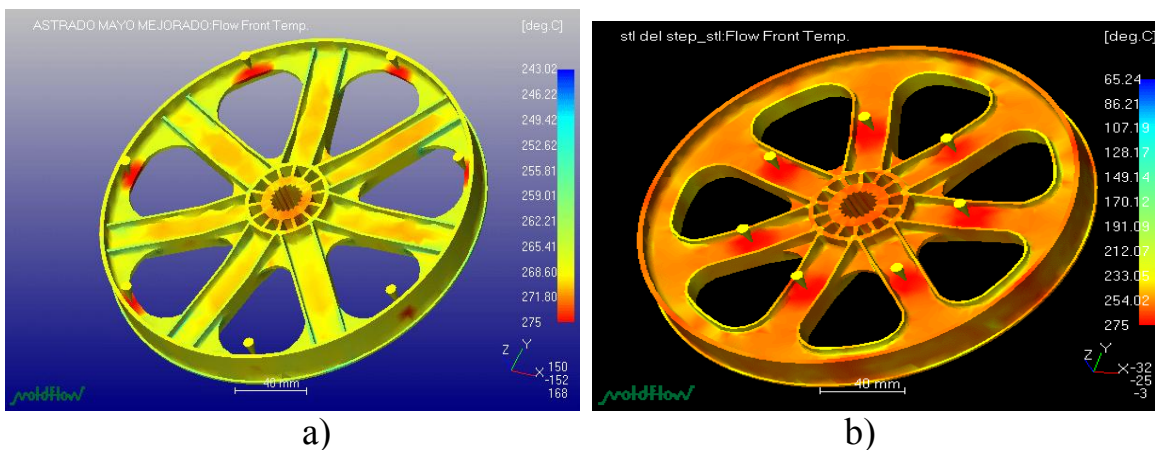 ASTRADO MAYO MEJORADO:Flow Front Temp.
[deg.C]
243.02
246.22
249.42
252.62
255.81
259.01
262.21
265.41
268.60
271.80
275
Z
Y
X
150
-152
168
40 mm
moldflow
a)
stl del step_stl:Flow Front Temp.
[deg.C]
65.24
86.21
107.19
128.17
149.14
170.12
191.09
212.07
233.05
254.02
275
Z
Y
X
-32
-25
-3
40 mm
moldflow
b)